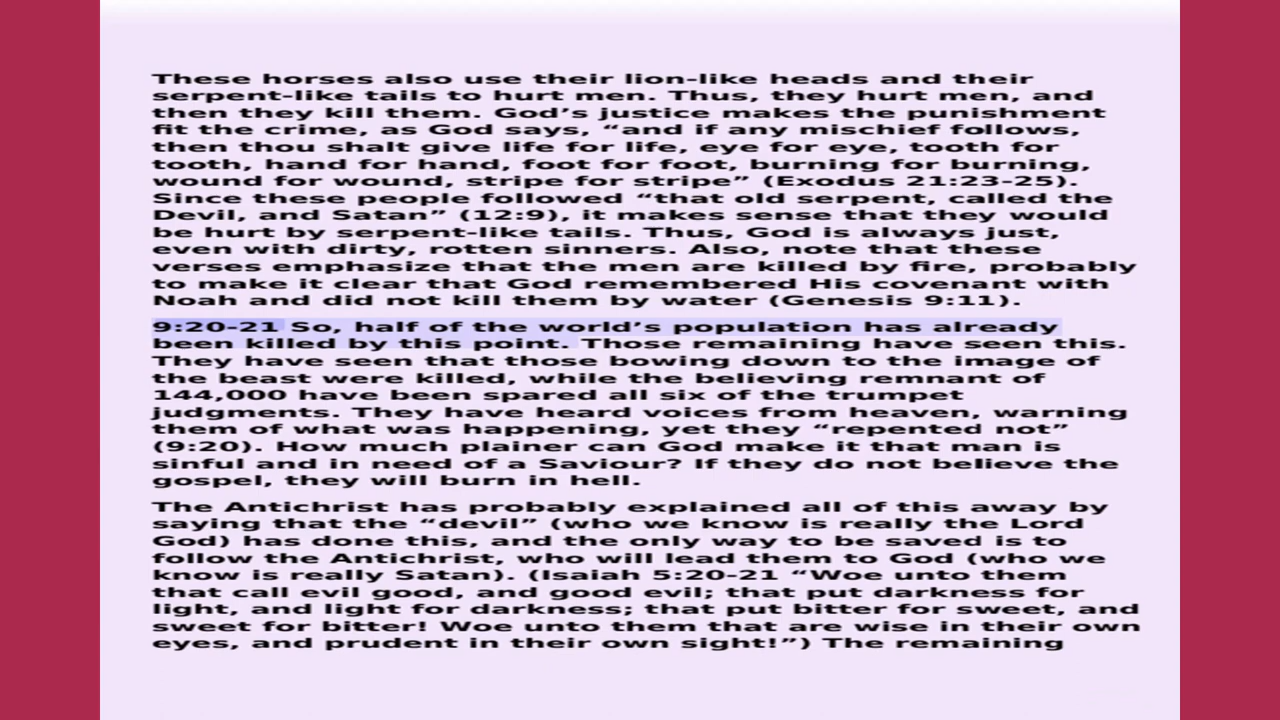 These horses also use their lion-like heads and their
serpent-like tails to hurt men. Thus, they hurt men, and
then they kill them. God’s justice makes the punishment
fit the crime, as God says, “and if any mischief follows,
then thou shalt give life for life, eye for eye, tooth for
tooth, hand for hand, foot for foot, burning for burning,
wound for wound, stripe for stripe” (Exodus 21:23-25).
Since these people followed “that old serpent, called the
Devil, and Satan” (12:9), it makes sense that they would
be hurt by serpent-like tails. Thus, God is always just,
even with dirty, rotten sinners. Also, note that these
verses emphasize that the men are killed by fire, probably
to make it clear that God remembered His covenant with
Noah and did not kill them by water (Genesis 9:11).
9:20-21 So, half of the world’s population has already
been killed by this point. Those remaining have seen this.
They have seen that those bowing down to the image of
the beast were killed, while the believing remnant of
144,000 have been spared all six of the trumpet
judgments. They have heard voices from heaven, warning
them of what was happening, yet they “repented not”
(9:20). How much plainer can God make it that man is
sinful and in need of a Saviour? If they do not believe the
gospel, they will burn in hell.
The Antichrist has probably explained all of this away by
saying that the “devil” (who we know is really the Lord
God) has done this, and the only way to be saved is to
follow the Antichrist, who will lead them to God (who we
know is really Satan). (Isaiah 5:20-21 “Woe unto them
that call evil good, and good evil; that put darkness for
light, and light for darkness; that put bitter for sweet, and
sweet for bitter! Woe unto them that are wise in their own
eyes, and prudent in their own sight!”) The remaining